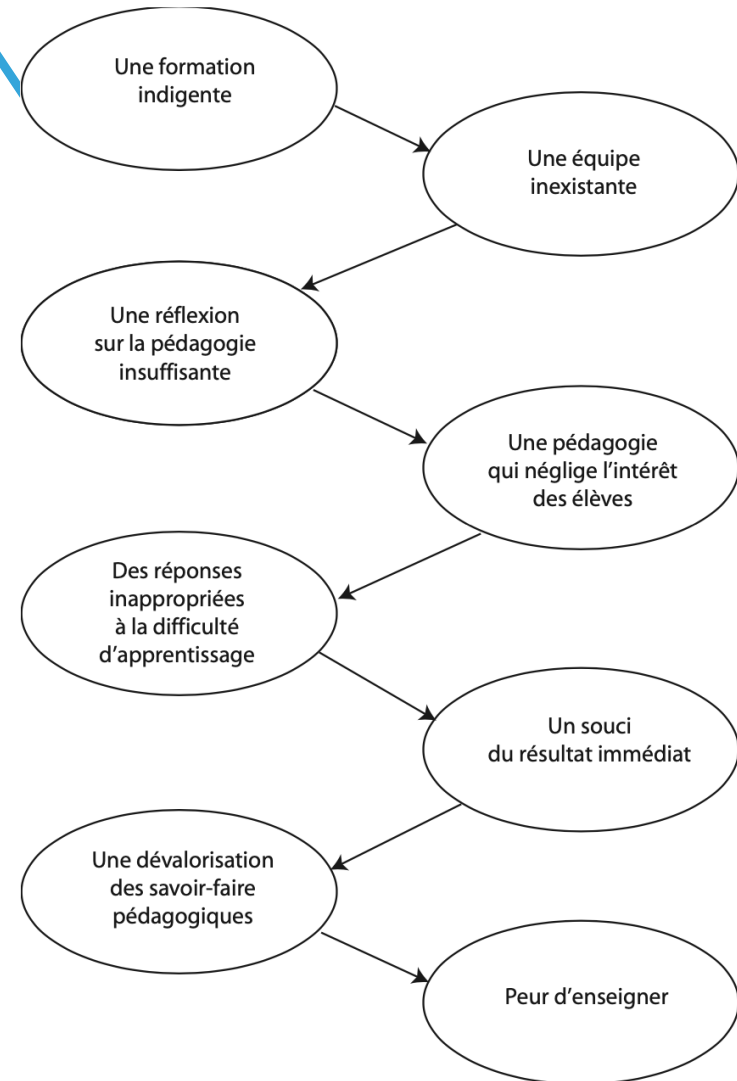 Une formation
indigente
Une équipe
inexistante
Une réflexion
sur la pédagogie
insuffisante
Une pédagogie
qui néglige l’intérêt
des élèves
Des réponses
inappropriées
à la difficulté
d’apprentissage
Un souci
du résultat immédiat
Une dévalorisation
des savoir-faire
pédagogiques
Peur d’enseigner